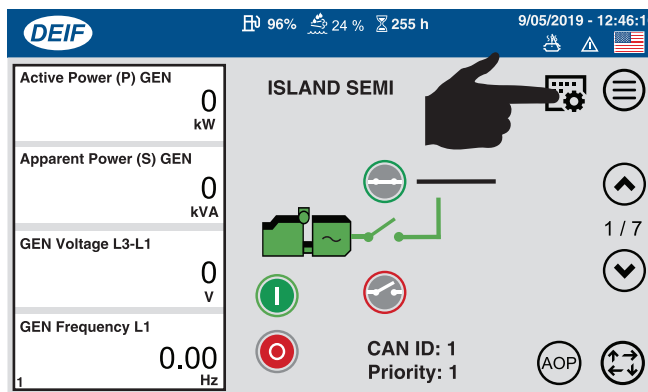 DEIF
96% 24 % 255 h
9/05/2019 - 12:46:1
Active Power (P) GEN
0
kW
Apparent Power (S) GEN
0
kVA
GEN Voltage L3-L1
0
V
GEN Frequency L1
0.00
1 Hz
ISLAND SEMI
1 / 7
CAN ID: 1
Priority: 1
AOP